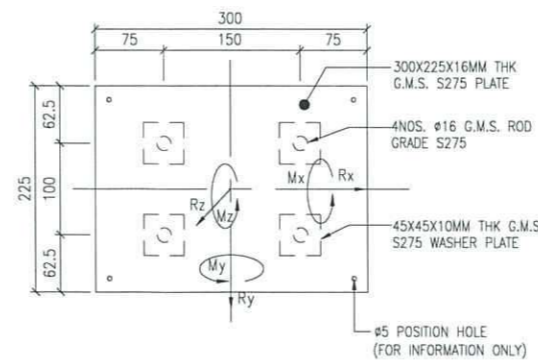 300
75
150
75
300X225X16MM THK
G.M.S. S275 PLATE
62.5
4NOS. ø16 G.M.S. ROD
GRADE S275
225
100
Mx
Rx
Rz
Mz
45X45X10MM THK G.M.S
S275 WASHER PLATE
62.5
My
Ry
ø5 POSITION HOLE
(FOR INFORMATION ONLY)